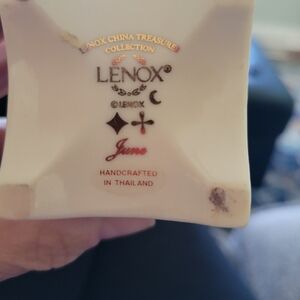 LENOX CHINA TREASURES
COLLECTION
LENOX®
© LENOX
June
HANDCRAFTED
IN THAILAND